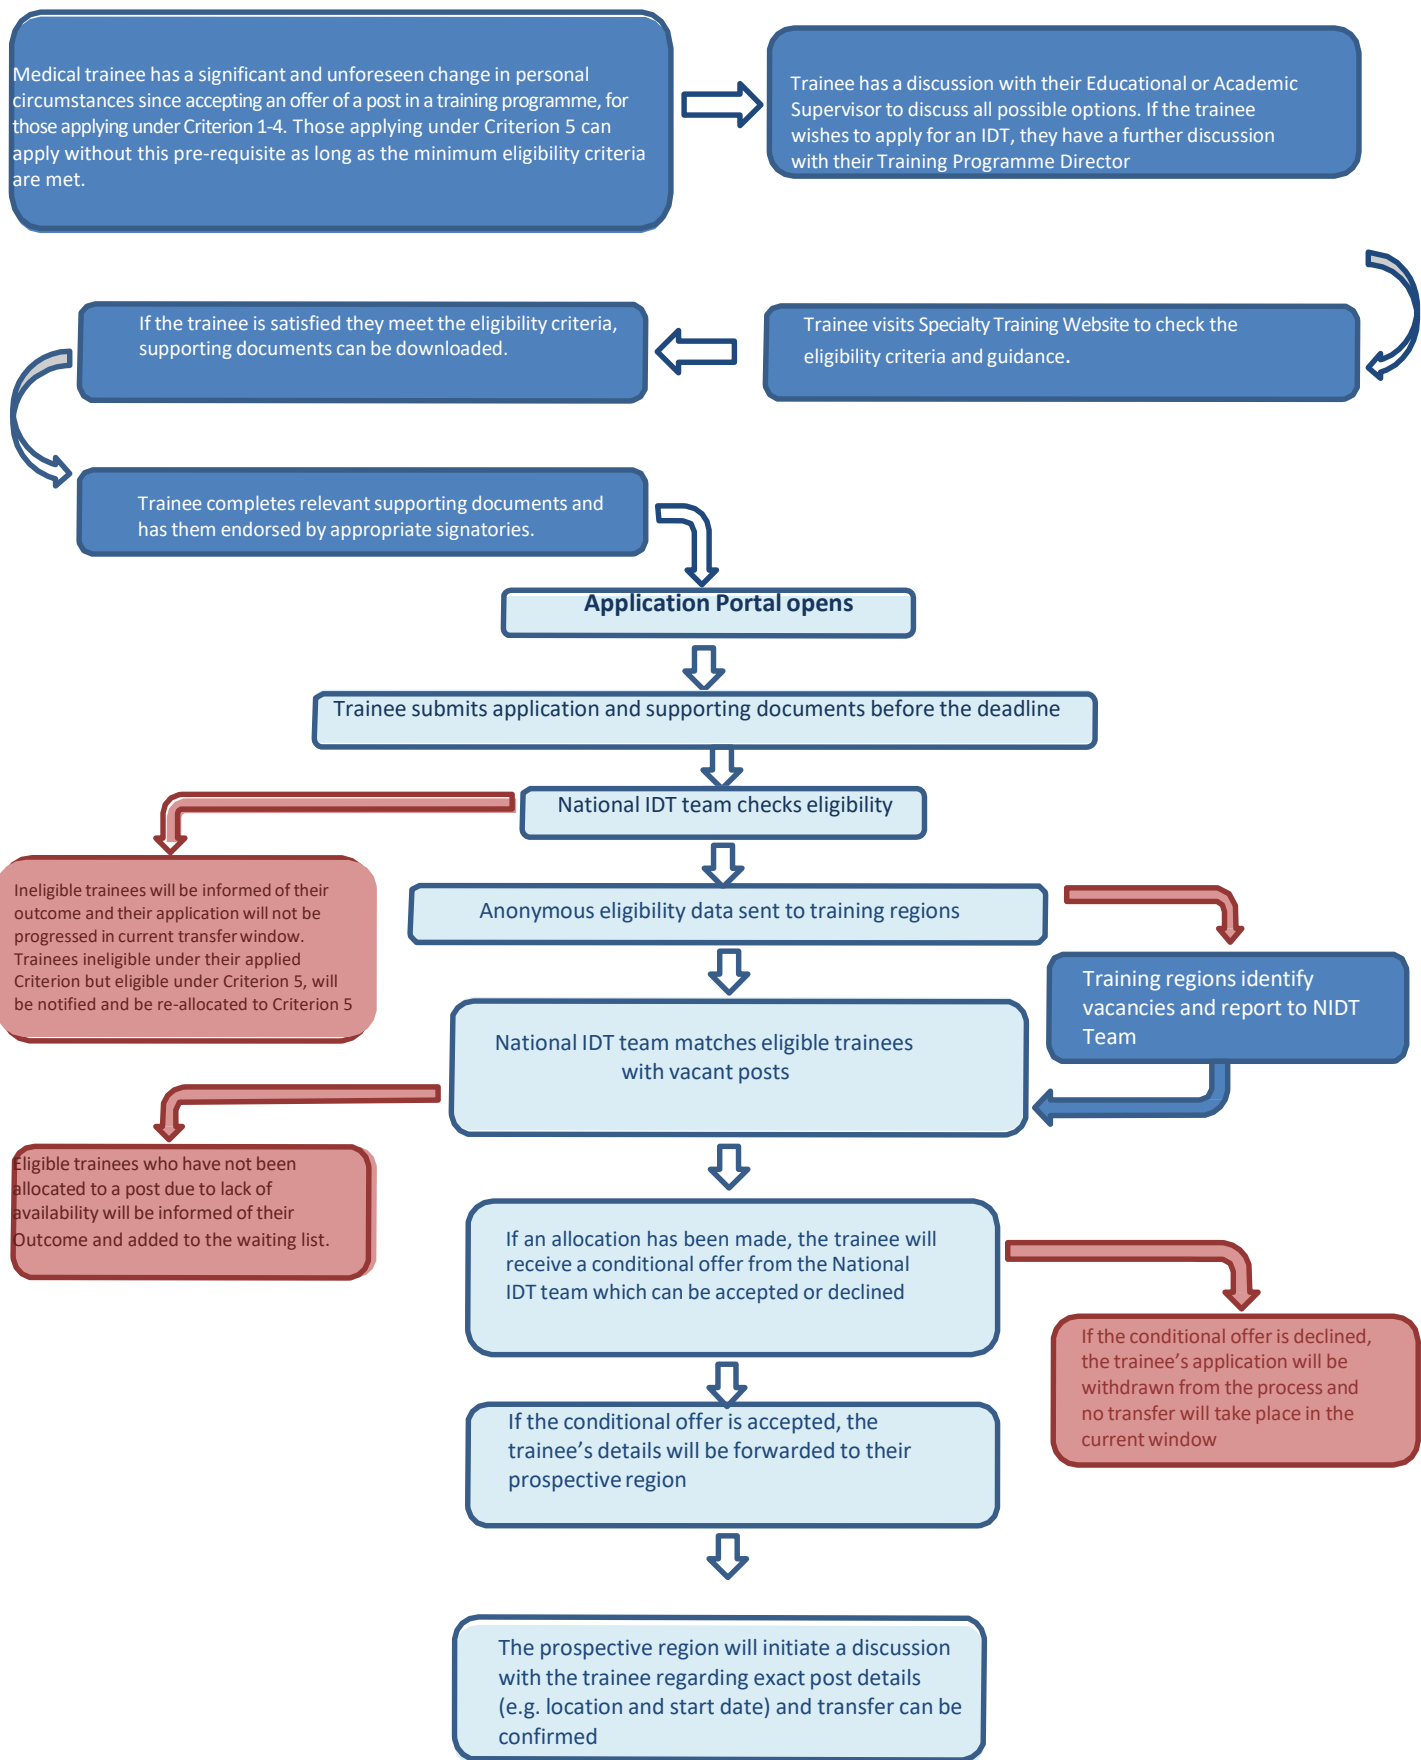 Medical trainee has a significant and unforeseen change in personal
circumstances since accepting an offer of a post in a training programme, for
those applying under Criterion 1-4. Those applying under Criterion 5 can
apply without this pre-requisite as long as the minimum eligibility criteria
are met.
Trainee has a discussion with their Educational or Academic
Supervisor to discuss all possible options. If the trainee
wishes to apply for an IDT, they have a further discussion
with their Training Programme Director
Trainee visits Specialty Training Website to check the
eligibility criteria and guidance.
If the trainee is satisfied they meet the eligibility criteria,
supporting documents can be downloaded.
Trainee completes relevant supporting documents and
has them endorsed by appropriate signatories.
Application Portal opens
Trainee submits application and supporting documents before the deadline
National IDT team checks eligibility
Ineligible trainees will be informed of their
outcome and their application will not be
progressed in current transfer window.
Trainees ineligible under their applied
Criterion but eligible under Criterion 5, will
be notified and be re-allocated to Criterion 5
Anonymous eligibility data sent to training regions
Training regions identify
vacancies and report to NIDT
Team
National IDT team matches eligible trainees
with vacant posts
Eligible trainees who have not been
allocated to a post due to lack of
availability will be informed of their
Outcome and added to the waiting list.
If an allocation has been made, the trainee will
receive a conditional offer from the National
IDT team which can be accepted or declined
If the conditional offer is declined,
the trainee's application will be
withdrawn from the process and
no transfer will take place in the
current window
If the conditional offer is accepted, the
trainee's details will be forwarded to their
prospective region
The prospective region will initiate a discussion
with the trainee regarding exact post details
(e.g. location and start date) and transfer can be
confirmed